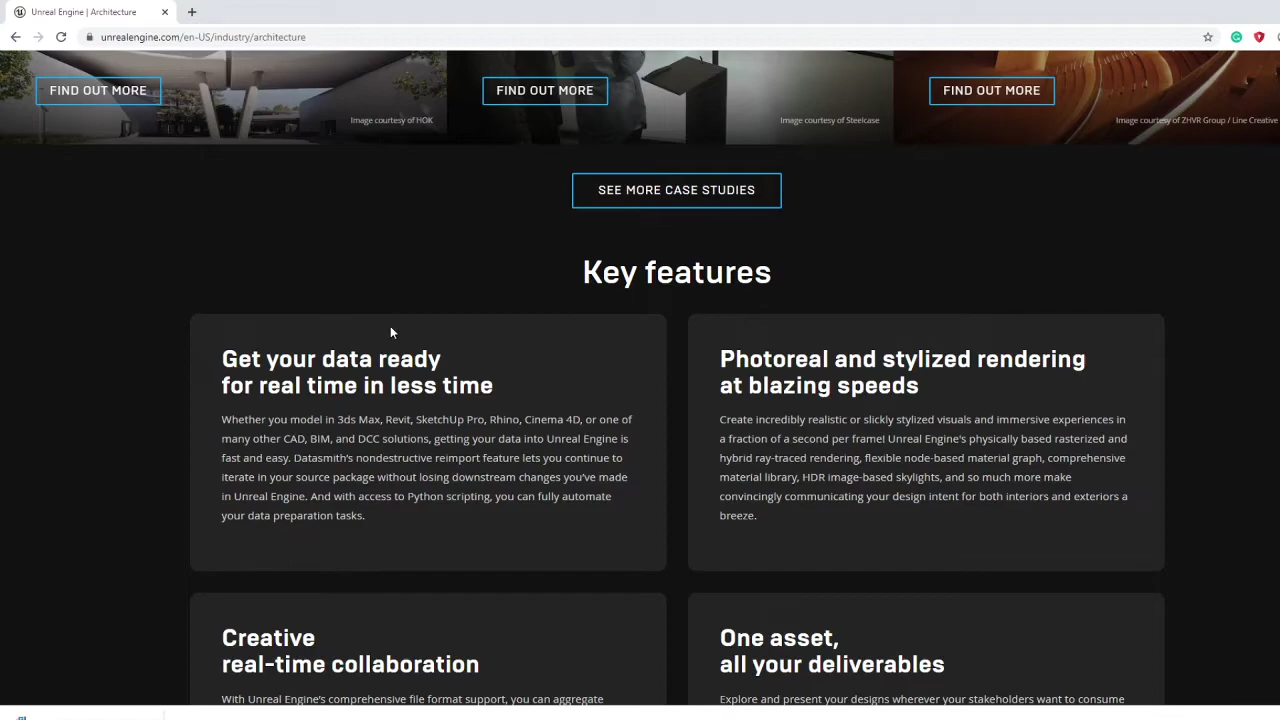 Unreal Engine | Architecture
unrealengine.com/en-US/industry/architecture
FIND OUT MORE
FIND OUT MORE
FIND OUT MORE
Image courtesy of HOK
Image courtesy of Steelcase
Image courtesy of ZHVR Group / Line Creative
SEE MORE CASE STUDIES
Key features
Get your data ready
for real time in less time
Whether you model in 3ds Max, Revit, SketchUp Pro, Rhino, Cinema 4D, or one of
many other CAD, BIM, and DCC solutions, getting your data into Unreal Engine is
fast and easy. Datasmith's nondestructive reimport feature lets you continue to
iterate in your source package without losing downstream changes you've made
in Unreal Engine. And with access to Python scripting, you can fully automate
your data preparation tasks.
Photoreal and stylized rendering
at blazing speeds
Create incredibly realistic or slickly stylized visuals and immersive experiences in
a fraction of a second per frame! Unreal Engine's physically based rasterized and
hybrid ray-traced rendering, flexible node-based material graph, comprehensive
material library, HDR image-based skylights, and so much more make
convincingly communicating your design intent for both interiors and exteriors a
breeze.
Creative
real-time collaboration
With Unreal Engine's comprehensive file format support, you can aggregate
One asset,
all your deliverables
Explore and present your designs wherever your stakeholders want to consume